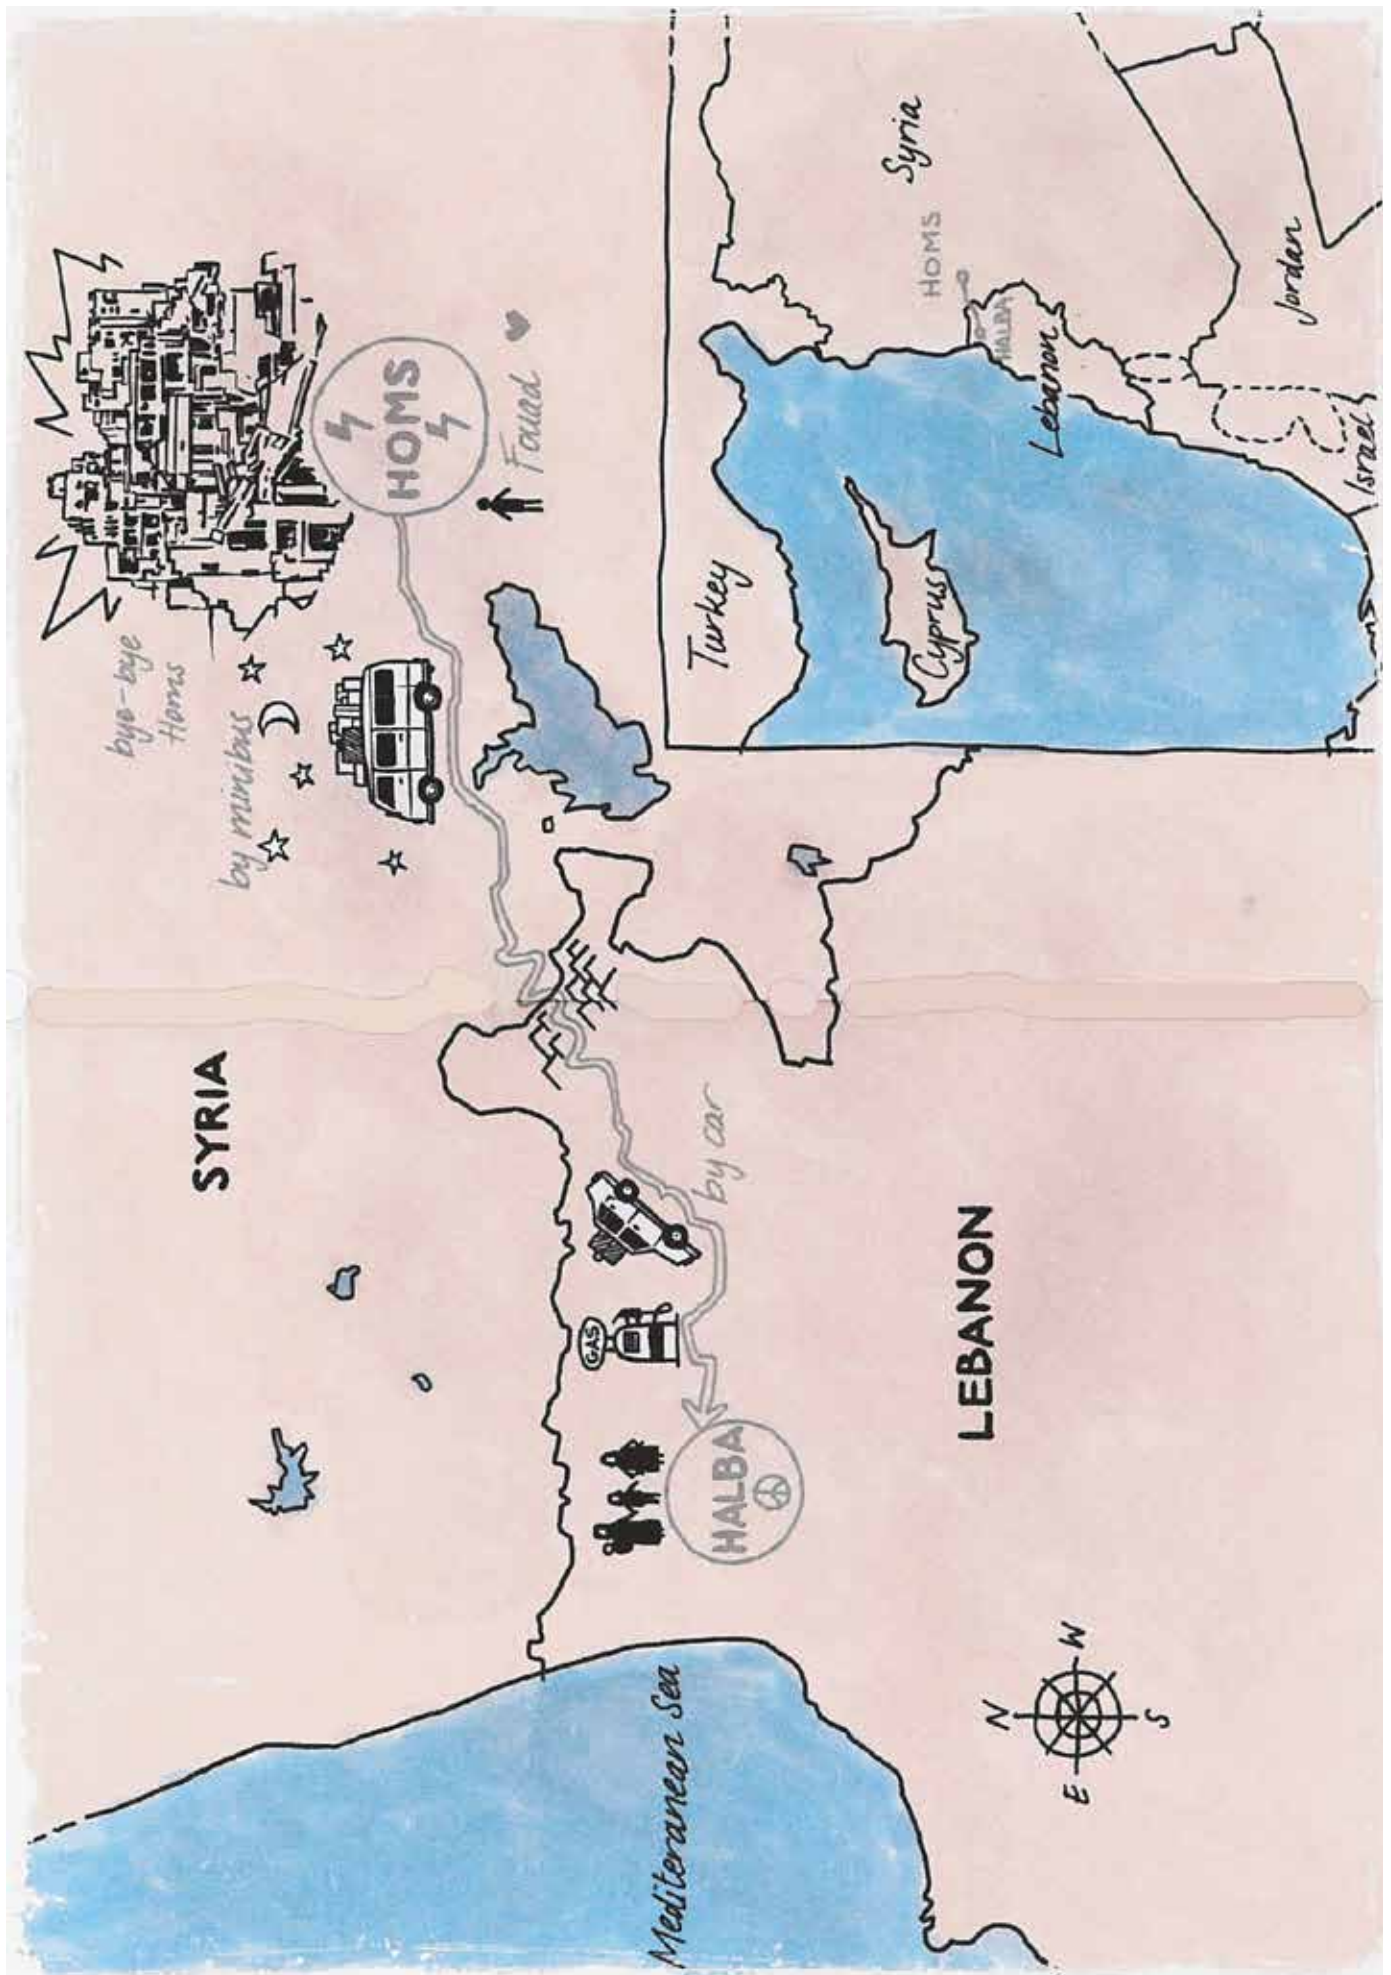 bye-bye
Homs
by minibus
HOMS
Fouad
SYRIA
by car
GAS
HALBA
LEBANON
Mediteranean Sea
N
E
W
S
Turkey
Cyprus
Syria
HOMS
HALBA
Lebanon
Jordan
Israel